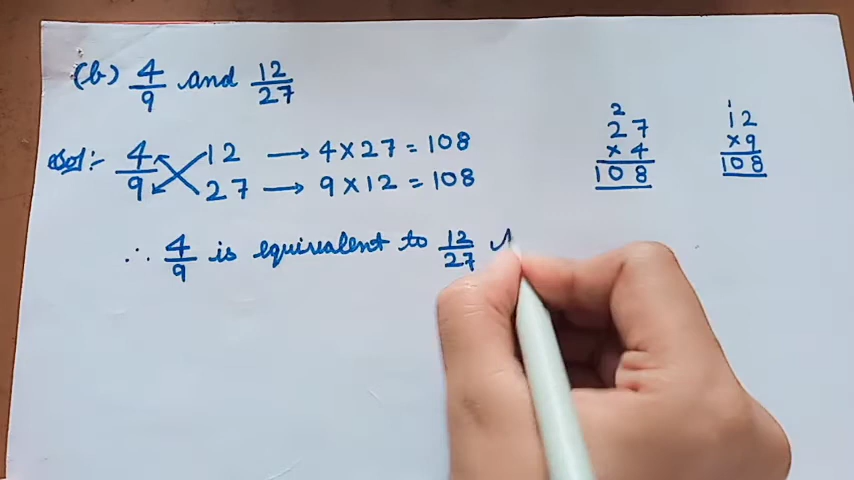 (b) 4/9 and 12/27
Sol:- 4/9 12/27
→ 4 × 27 = 108
→ 9 × 12 = 108
∴ 4/9 is equivalent to 12/27
2
27
×4
108
1
12
×9
108